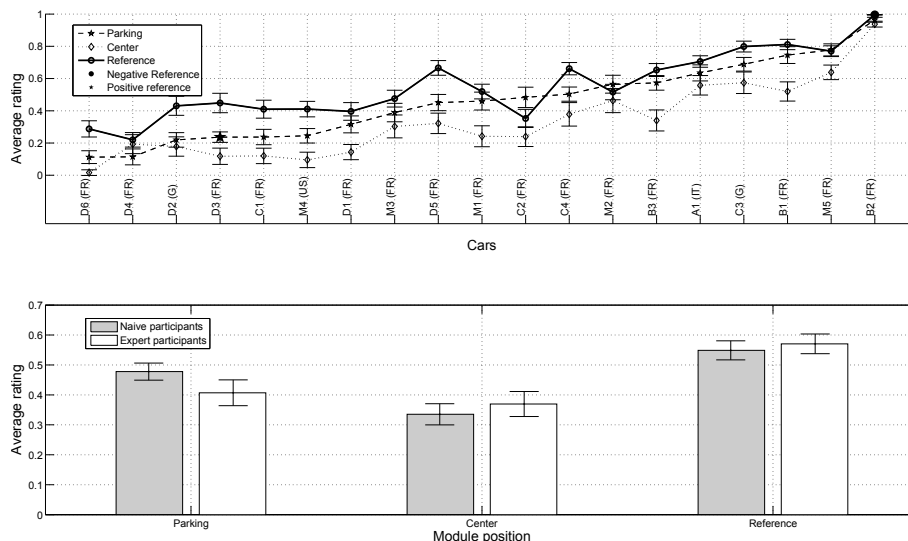 1
0.8
0.6
0.4
0.2
0
Average rating
Parking
Center
Reference
Negative Reference
Positive reference
D6 (FR)
D4 (FR)
D2 (G)
D3 (FR)
C1 (FR)
M4 (US)
D1 (FR)
M3 (FR)
D5 (FR)
M1 (FR)
C2 (FR)
C4 (FR)
M2 (FR)
B3 (FR)
A1 (IT)
C3 (G)
B1 (FR)
M5 (FR)
B2 (FR)
Cars
0.7
0.6
0.5
0.4
0.3
0.2
0.1
0
Average rating
Naive participants
Expert participants
Parking
Center
Reference
Module position